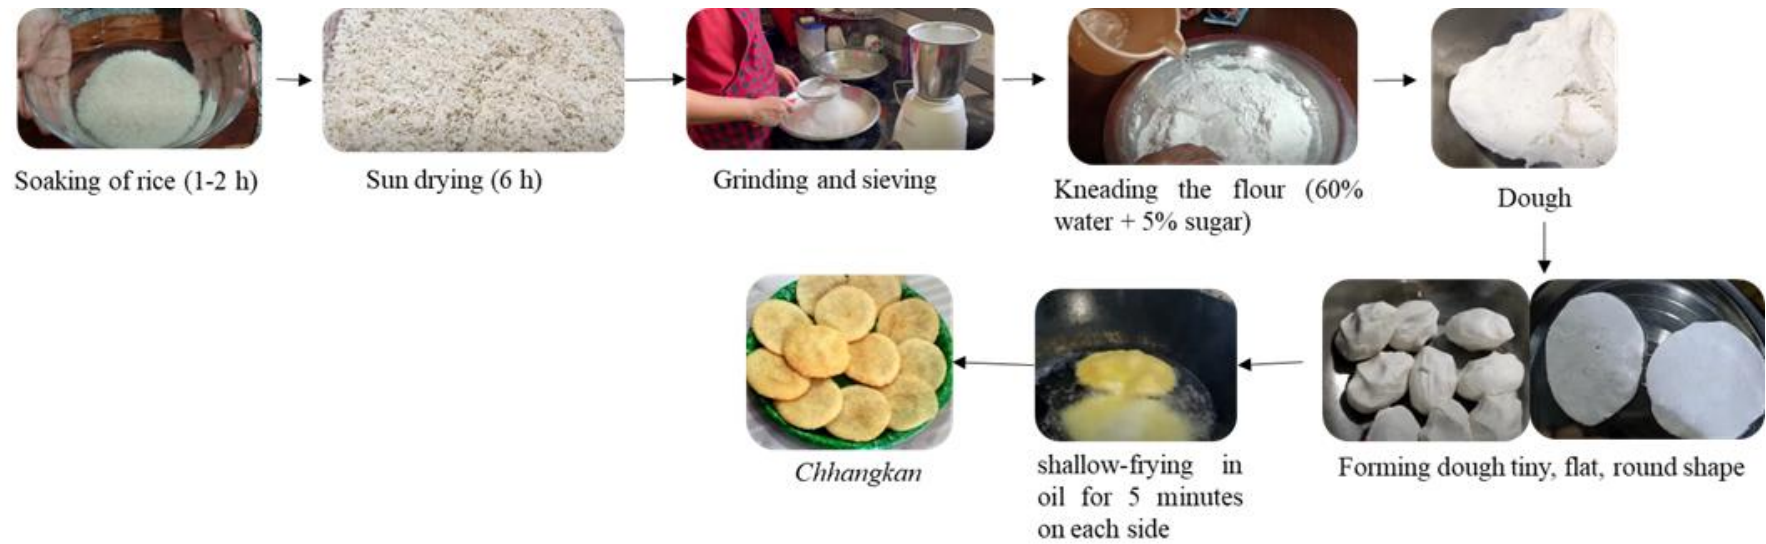 Soaking of rice (1-2 h)
Sun drying (6 h)
Grinding and sieving
Kneading the flour (60%
water + 5% sugar)
Dough
Forming dough tiny, flat, round shape
shallow-frying in
oil for 5 minutes
on each side
Chhangkan